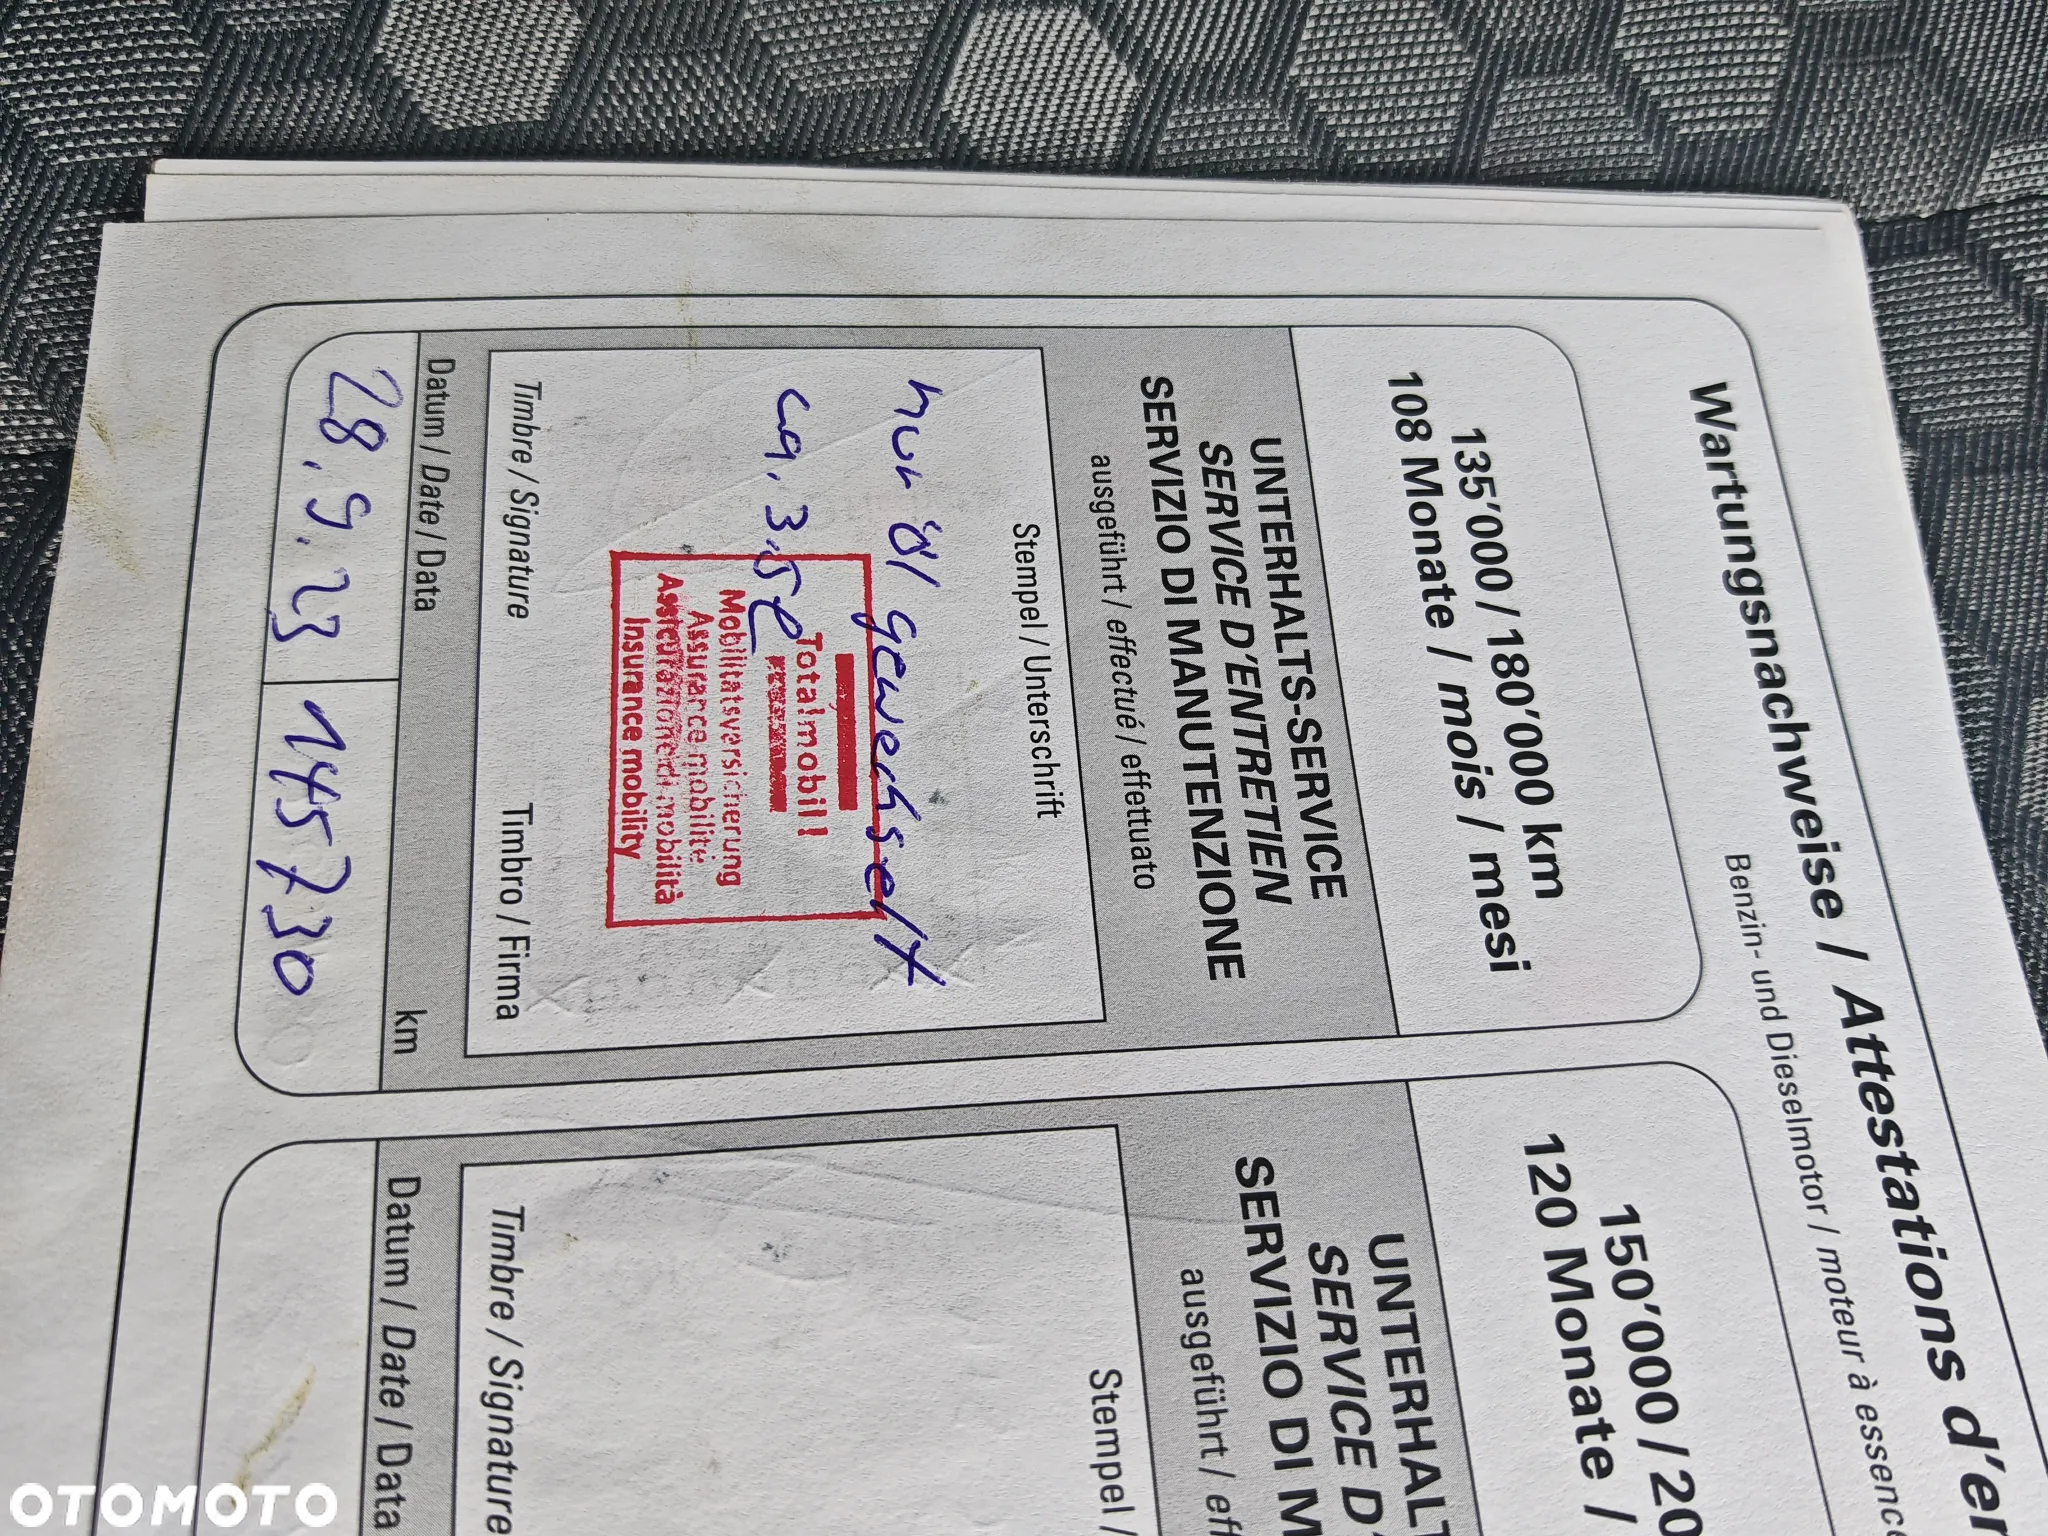 Wartungsnachweise / Attestations d'e
Benzin- und Dieselmotor / moteur à essenc
135'000 / 180'000 km
108 Monate / mois / mesi
UNTERHALTS-SERVICE
SERVICE D'ENTRETIEN
SERVIZIO DI MANUTENZIONE
ausgeführt / effectué / effettuato
Stempel / Unterschrift
nur öl gewechselt
ca. 3.5 l
Totalmobil!
Mobilitätsversicherung
Assurance mobilité
Assicurazione di mobilità
Insurance mobility
Timbre / Signature
Timbro / Firma
Datum / Date / Data
km
28.9.23
145730
150'000 / 20
120 Monate /
UNTERHALT
SERVICE D'
SERVIZIO DI M
ausgeführt / ef
Stempel /
Timbre / Signature
Datum / Date / Data
OTOMOTO